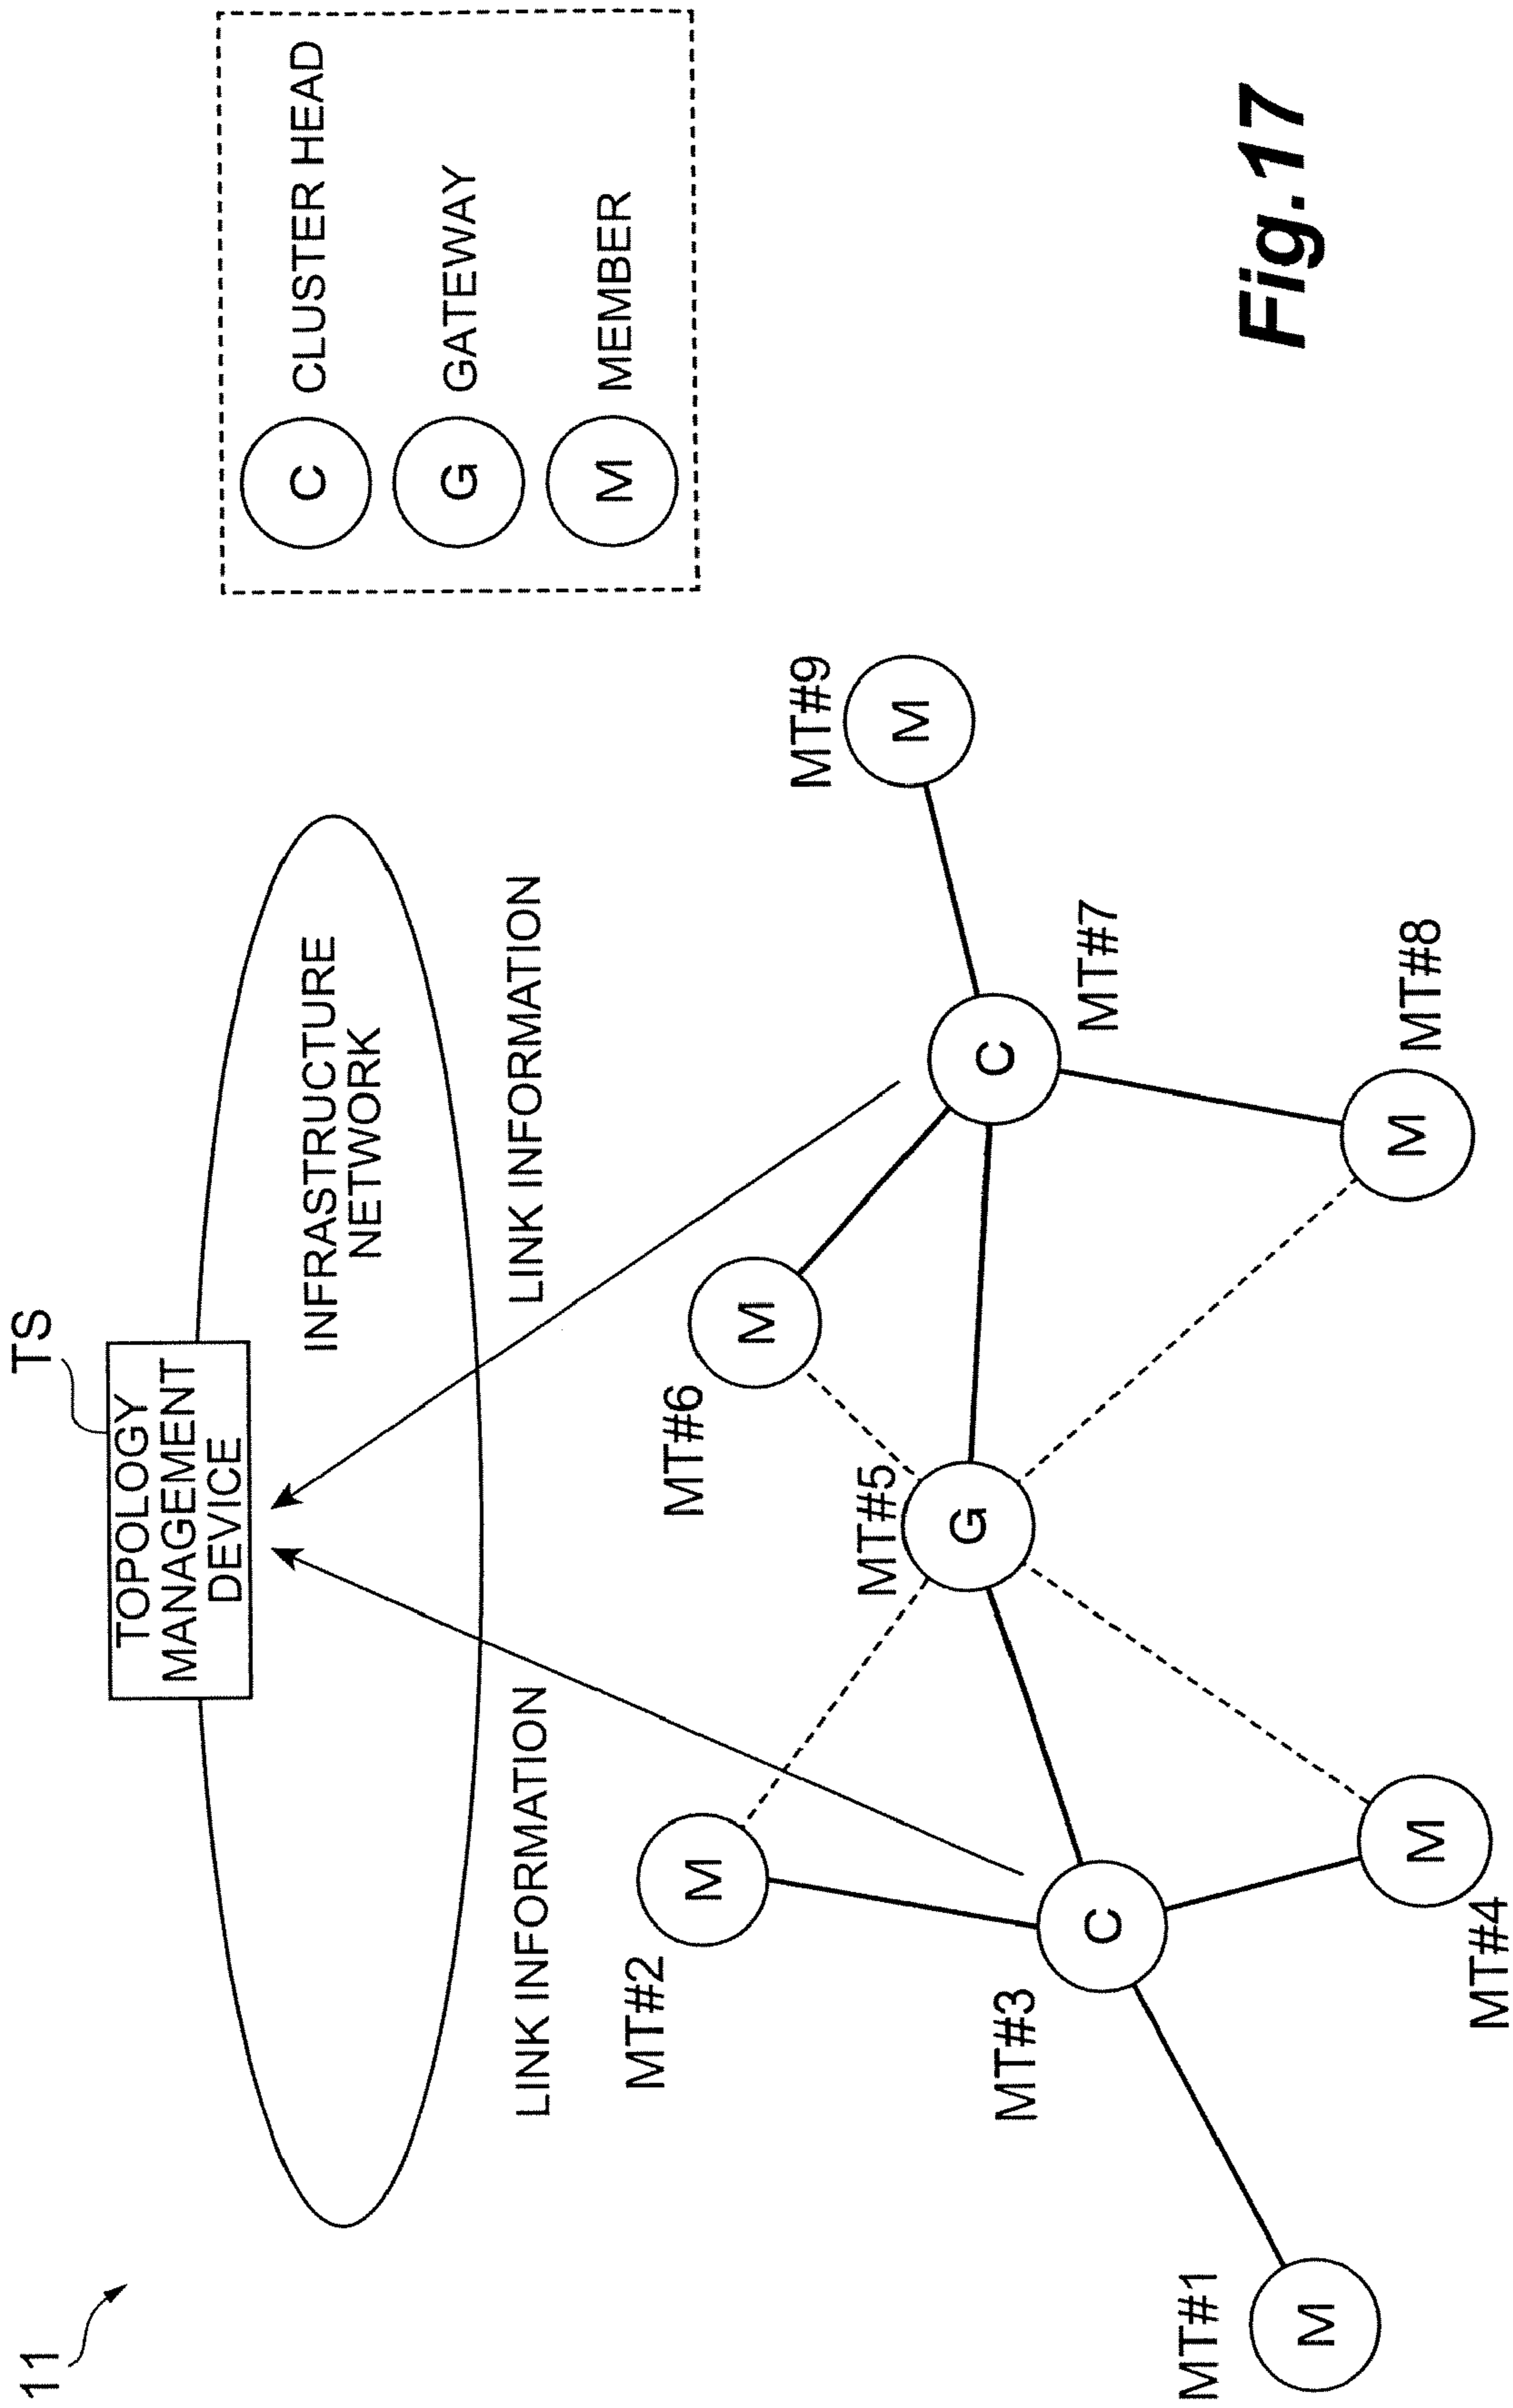 11
TS
TOPOLOGY
MANAGEMENT
DEVICE
INFRASTRUCTURE
NETWORK
LINK INFORMATION
LINK INFORMATION
C CLUSTER HEAD
G GATEWAY
M MEMBER
MT#1
M
MT#2
M
MT#3
C
MT#4
M
MT#5
G
MT#6
M
MT#7
C
MT#8
M
MT#9
M
Fig.17